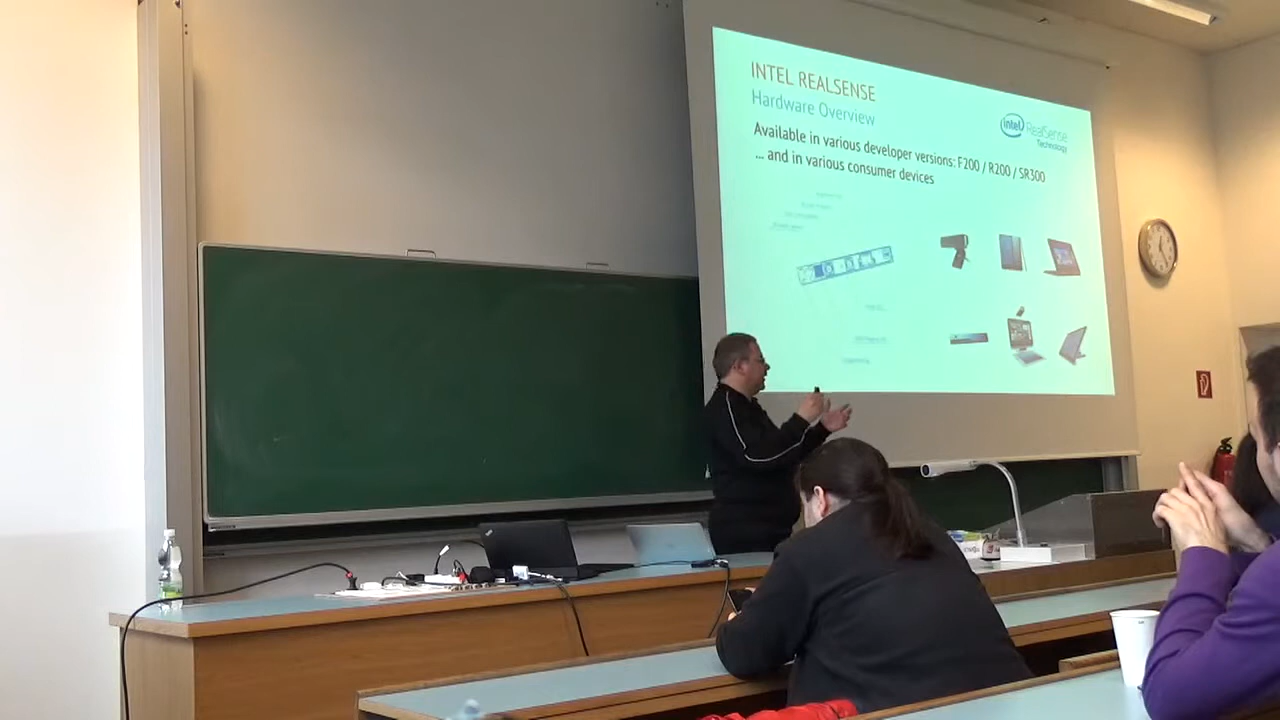 INTEL REALSENSE
Hardware Overview
intel RealSense
Technology
Available in various developer versions: F200 / R200 / SR300
... and in various consumer devices